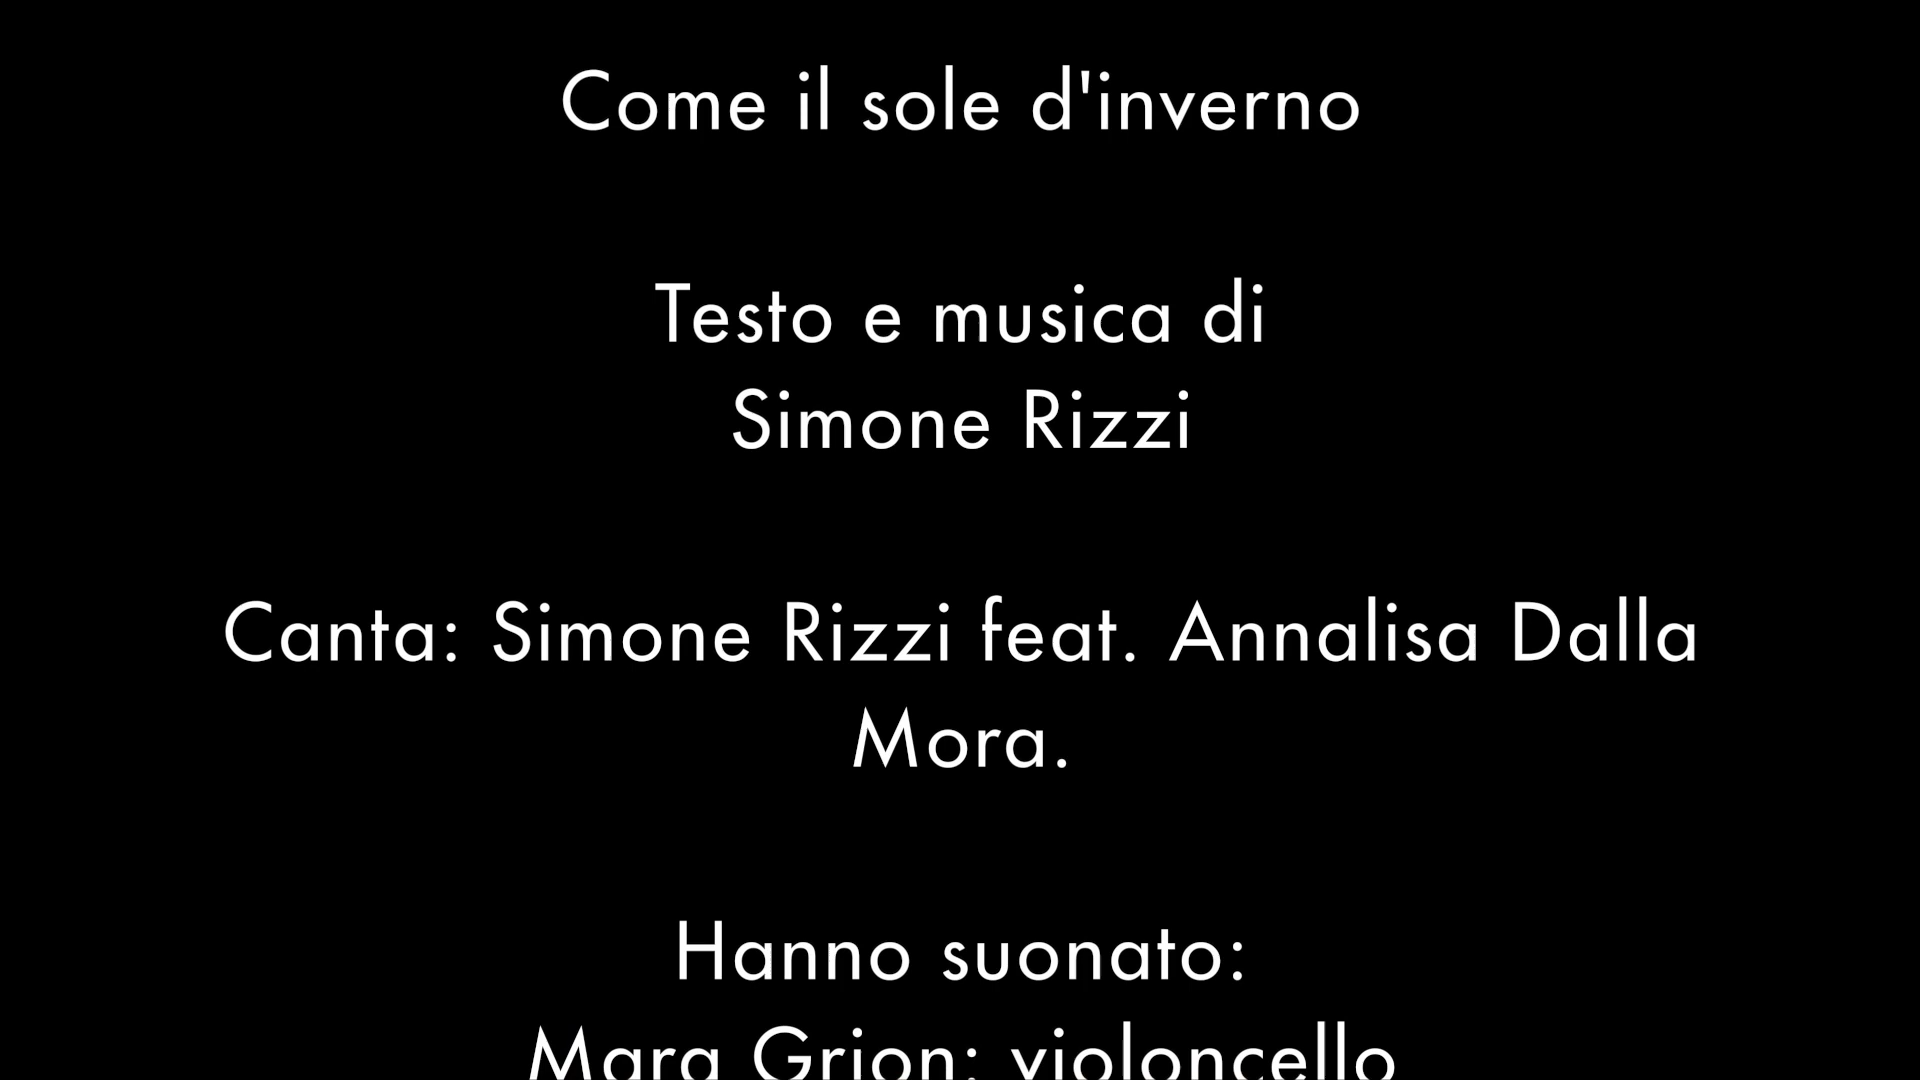 Come il sole d'inverno
Testo e musica di
Simone Rizzi
Canta: Simone Rizzi feat. Annalisa Dalla
Mora.
Hanno suonato:
Mara Grion: violoncello